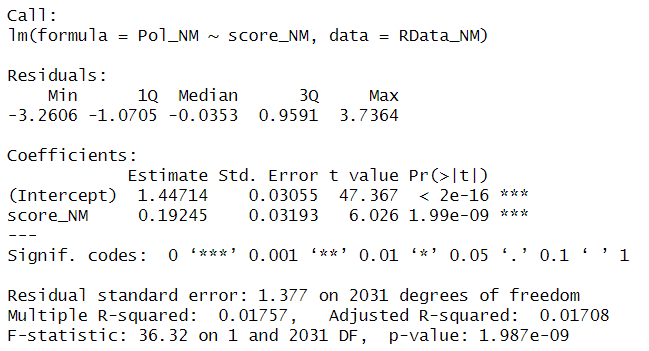 Call:
lm(formula = Pol_NM ~ score_NM, data = RData_NM)
Residuals:
    Min      1Q  Median      3Q     Max
-3.2606 -1.0705 -0.0353  0.9591  3.7364
Coefficients:
            Estimate Std. Error t value Pr(>|t|)
(Intercept)  1.44714    0.03055  47.367  < 2e-16 ***
score_NM     0.19245    0.03193   6.026 1.99e-09 ***
---
Signif. codes:  0 ‘***’ 0.001 ‘**’ 0.01 ‘*’ 0.05 ‘.’ 0.1 ‘ ’ 1
Residual standard error: 1.377 on 2031 degrees of freedom
Multiple R-squared:  0.01757,   Adjusted R-squared:  0.01708
F-statistic: 36.32 on 1 and 2031 DF,  p-value: 1.987e-09